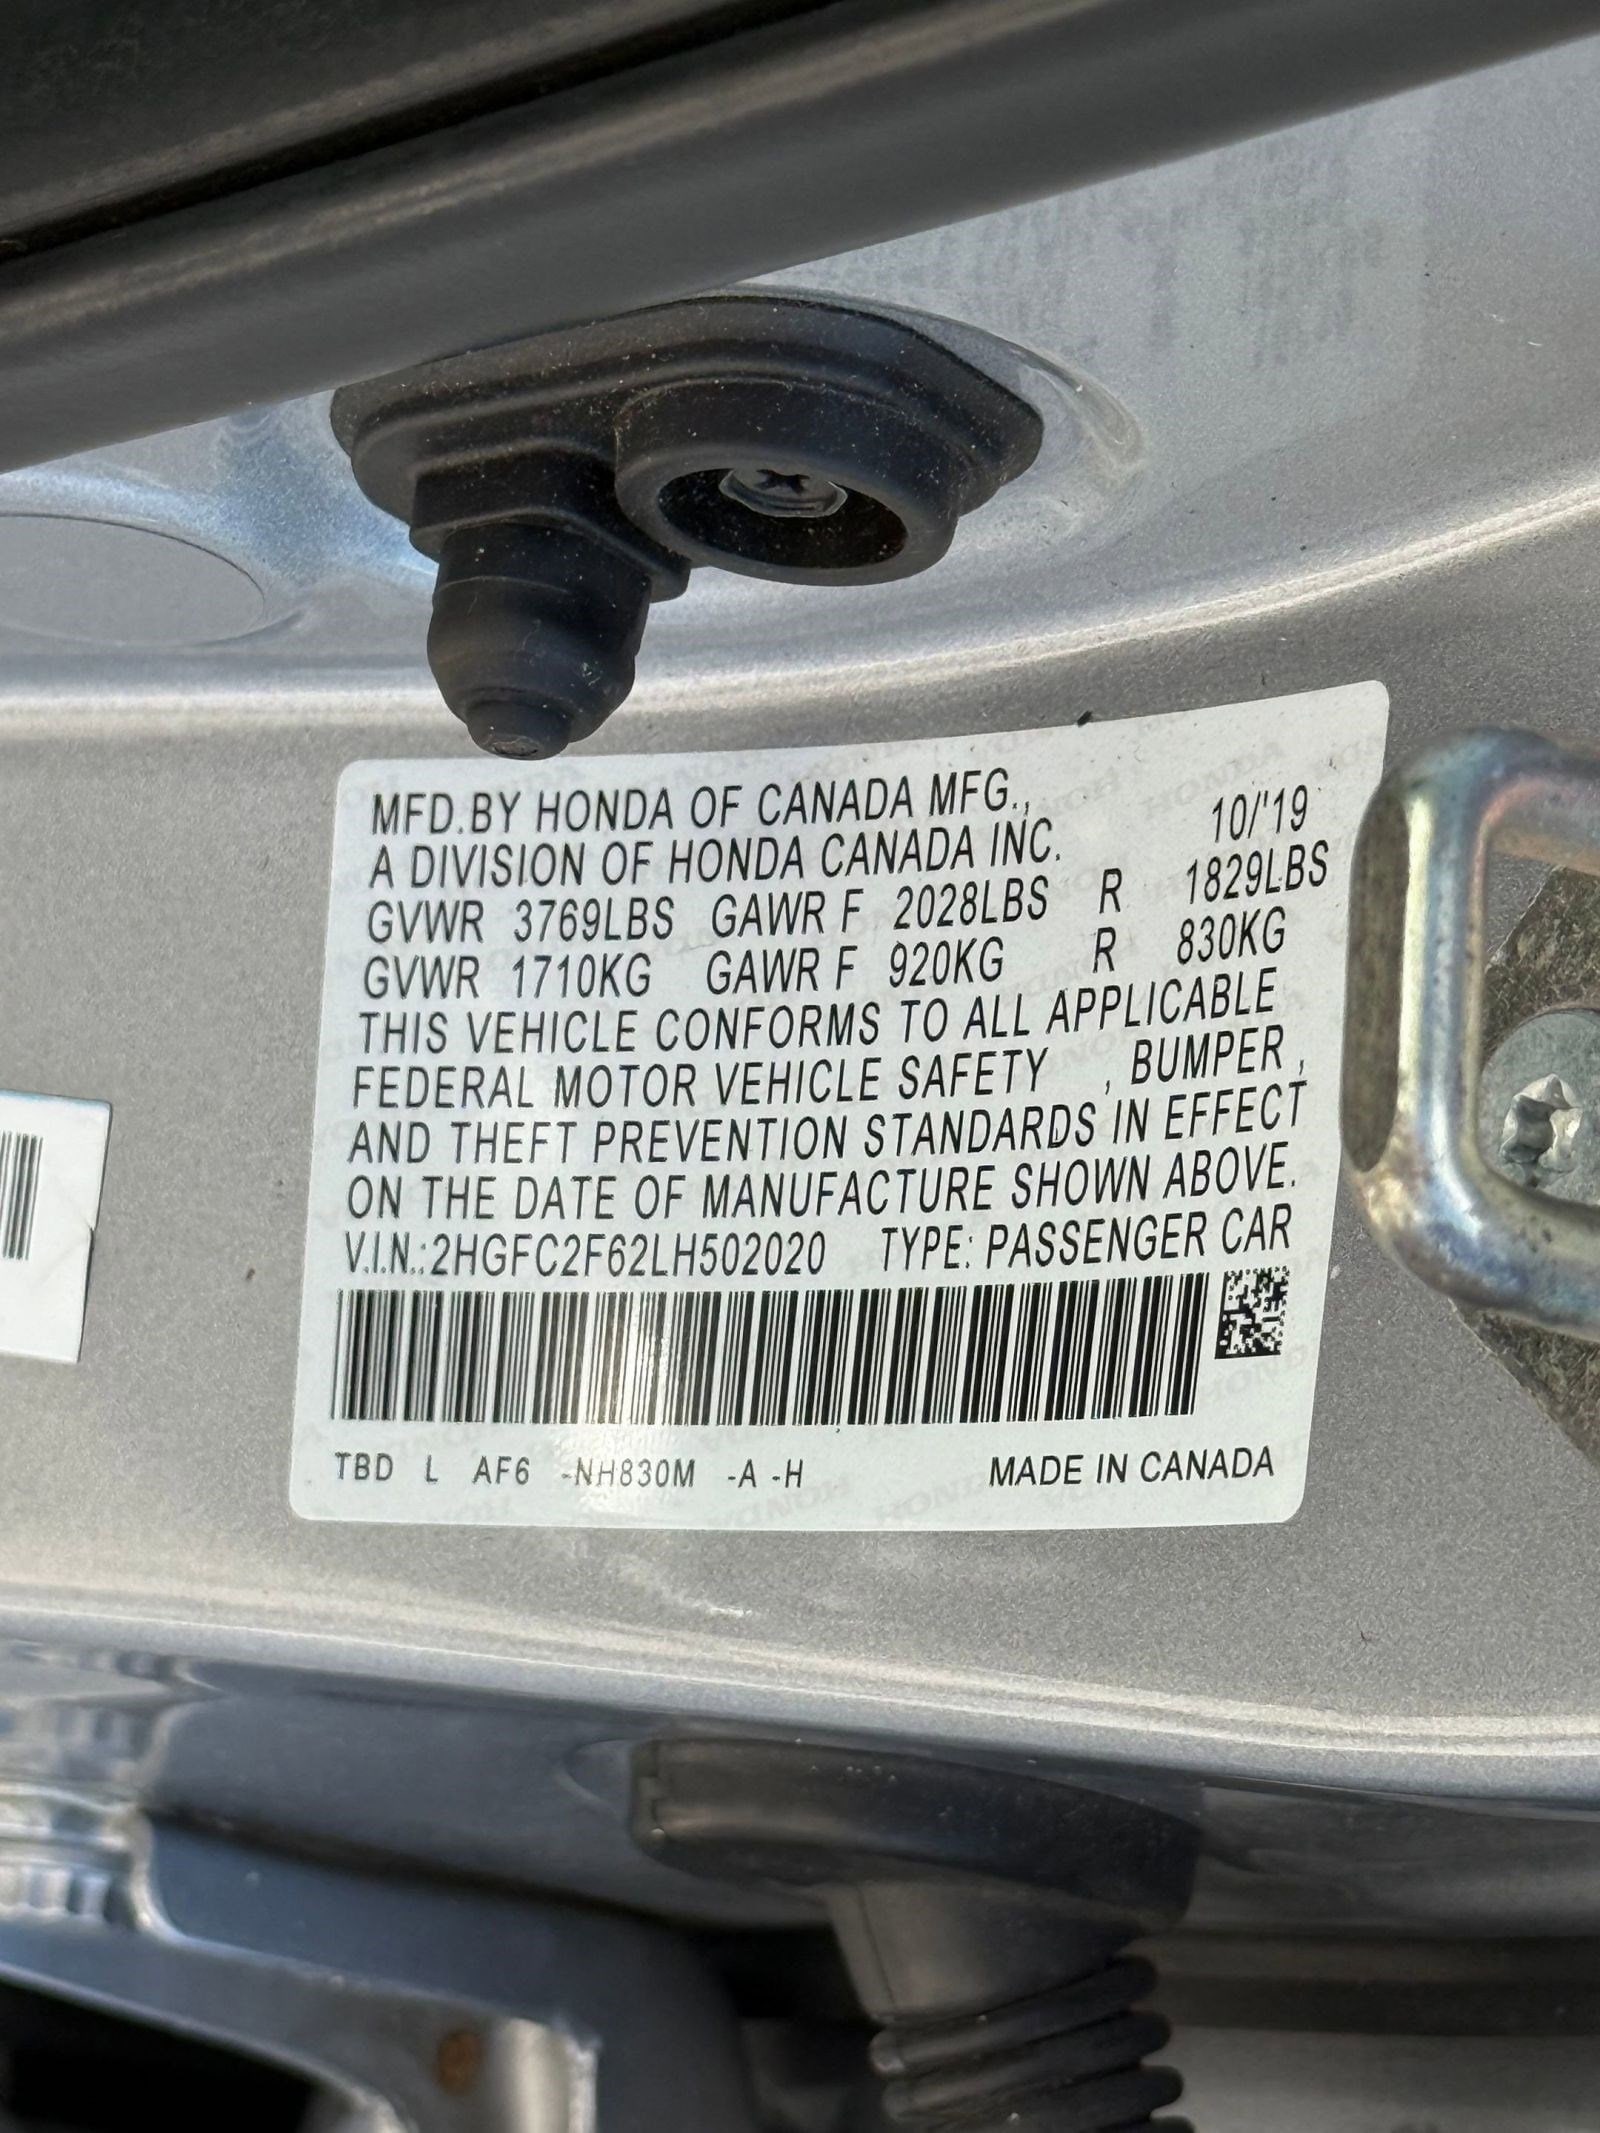 MFD.BY HONDA OF CANADA MFG.,
A DIVISION OF HONDA CANADA INC. 10/'19
GVWR 3769LBS GAWR F 2028LBS R 1829LBS
GVWR 1710KG GAWR F 920KG R 830KG
THIS VEHICLE CONFORMS TO ALL APPLICABLE
FEDERAL MOTOR VEHICLE SAFETY , BUMPER ,
AND THEFT PREVENTION STANDARDS IN EFFECT
ON THE DATE OF MANUFACTURE SHOWN ABOVE.
V.I.N.:2HGFC2F62LH502020 TYPE: PASSENGER CAR
TBD L AF6 -NH830M -A -H MADE IN CANADA